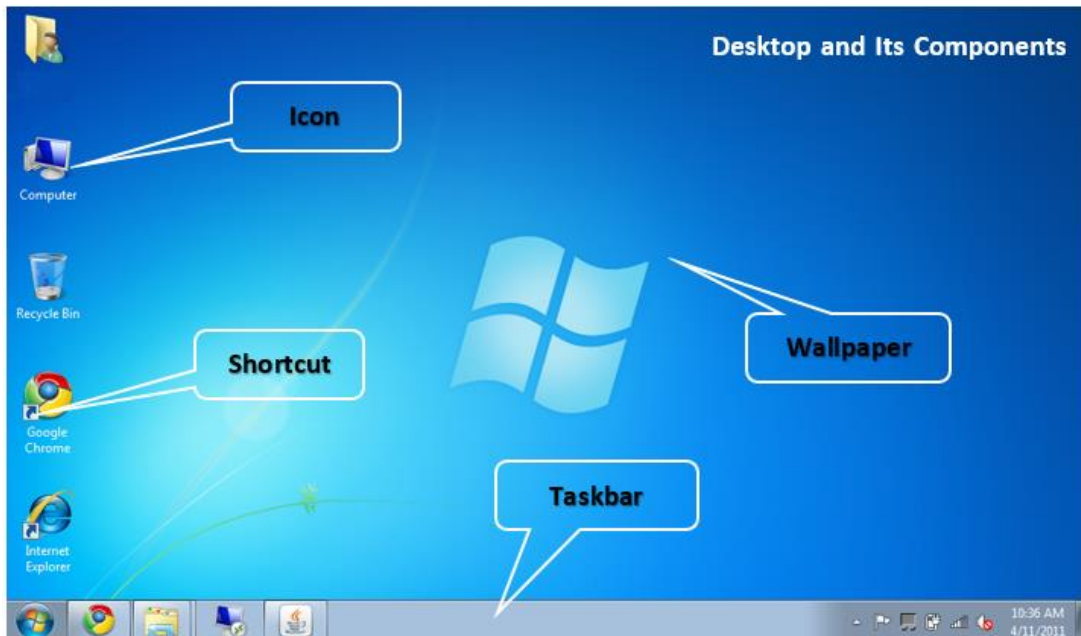 Desktop and Its Components
Icon
Computer
Recycle Bin
Shortcut
Wallpaper
Google
Chrome
Taskbar
Internet
Explorer
10:36 AM
4/11/2011